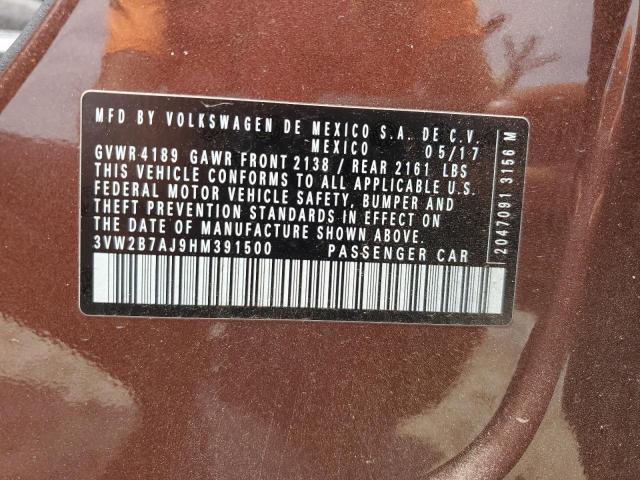 MFD BY VOLKSWAGEN DE MEXICO S.A. DE C.V.
MEXICO 05/17
GVWR 4189 GAWR FRONT 2138 / REAR 2161 LBS
THIS VEHICLE CONFORMS TO ALL APPLICABLE U.S.
FEDERAL MOTOR VEHICLE SAFETY, BUMPER AND
THEFT PREVENTION STANDARDS IN EFFECT ON
THE DATE OF MANUFACTURE SHOWN ABOVE.
3VW2B7AJ9HM391500 PASSENGER CAR
2047091 3156 M